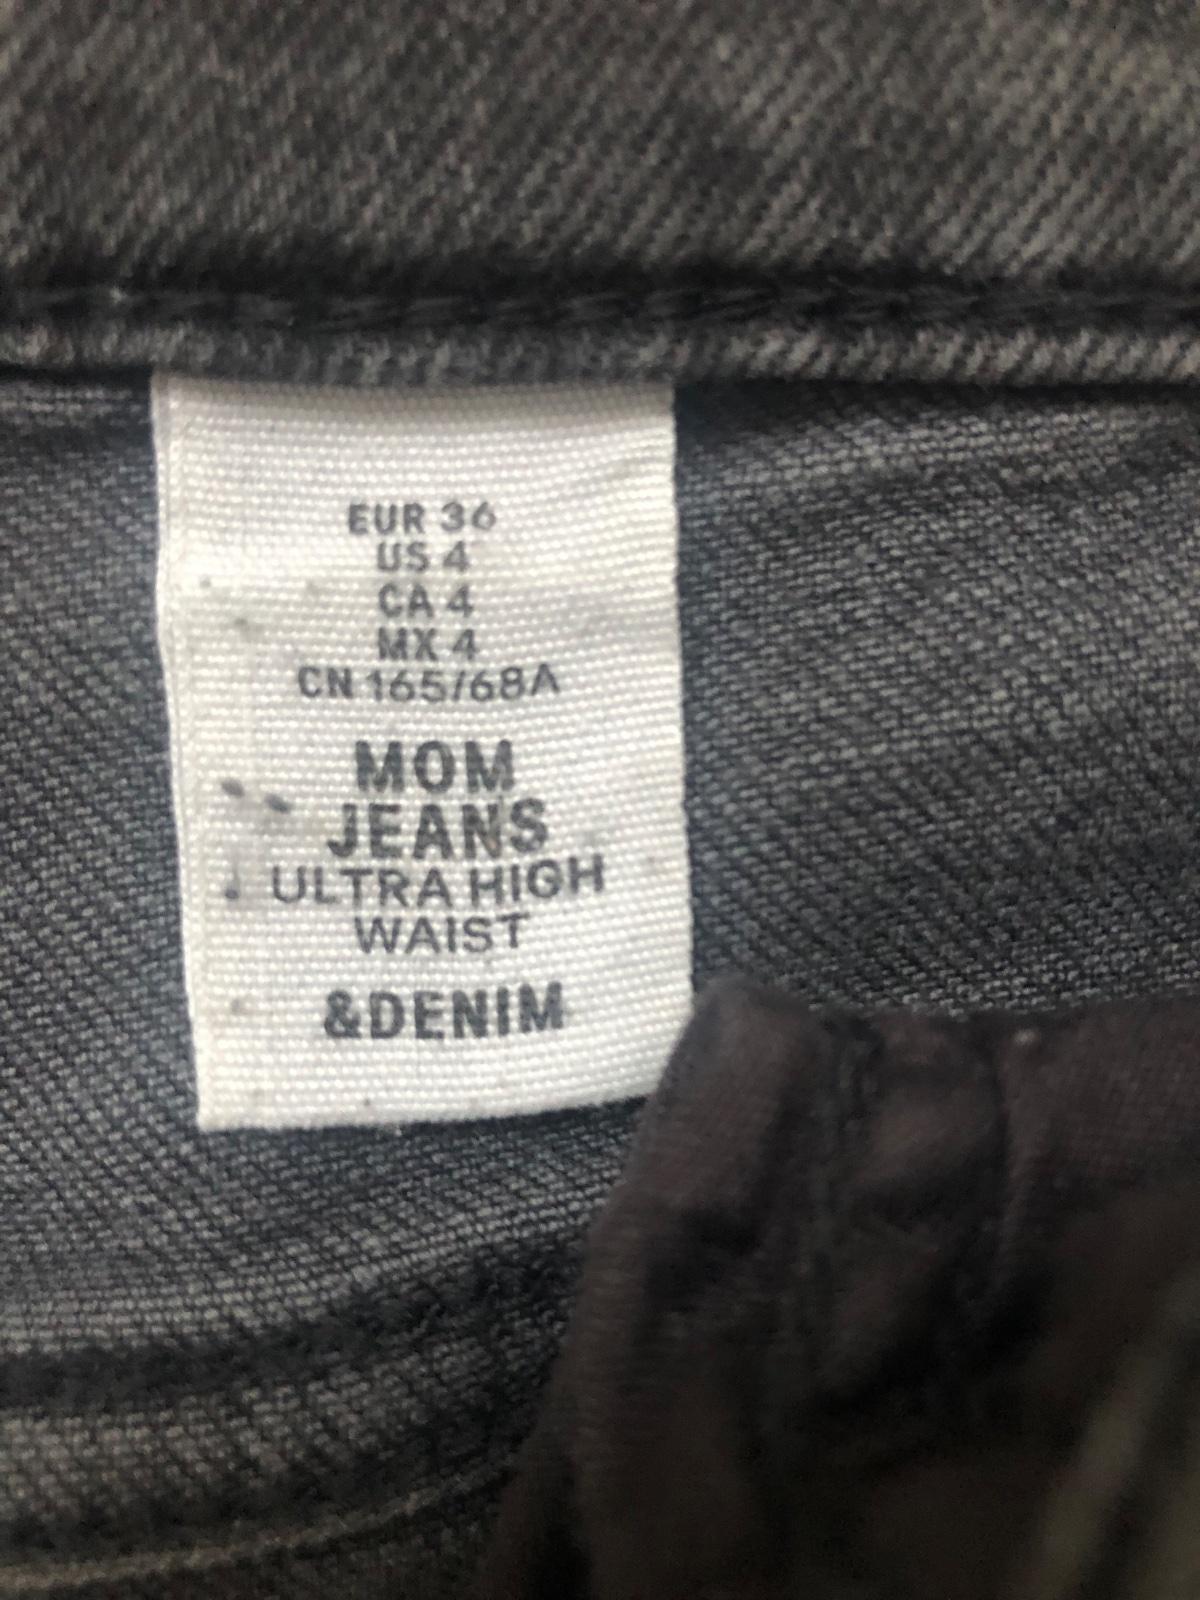 EUR 36
US 4
CA 4
MX 4
CN 165/68A
MOM
JEANS
ULTRA HIGH
WAIST
&DENIM